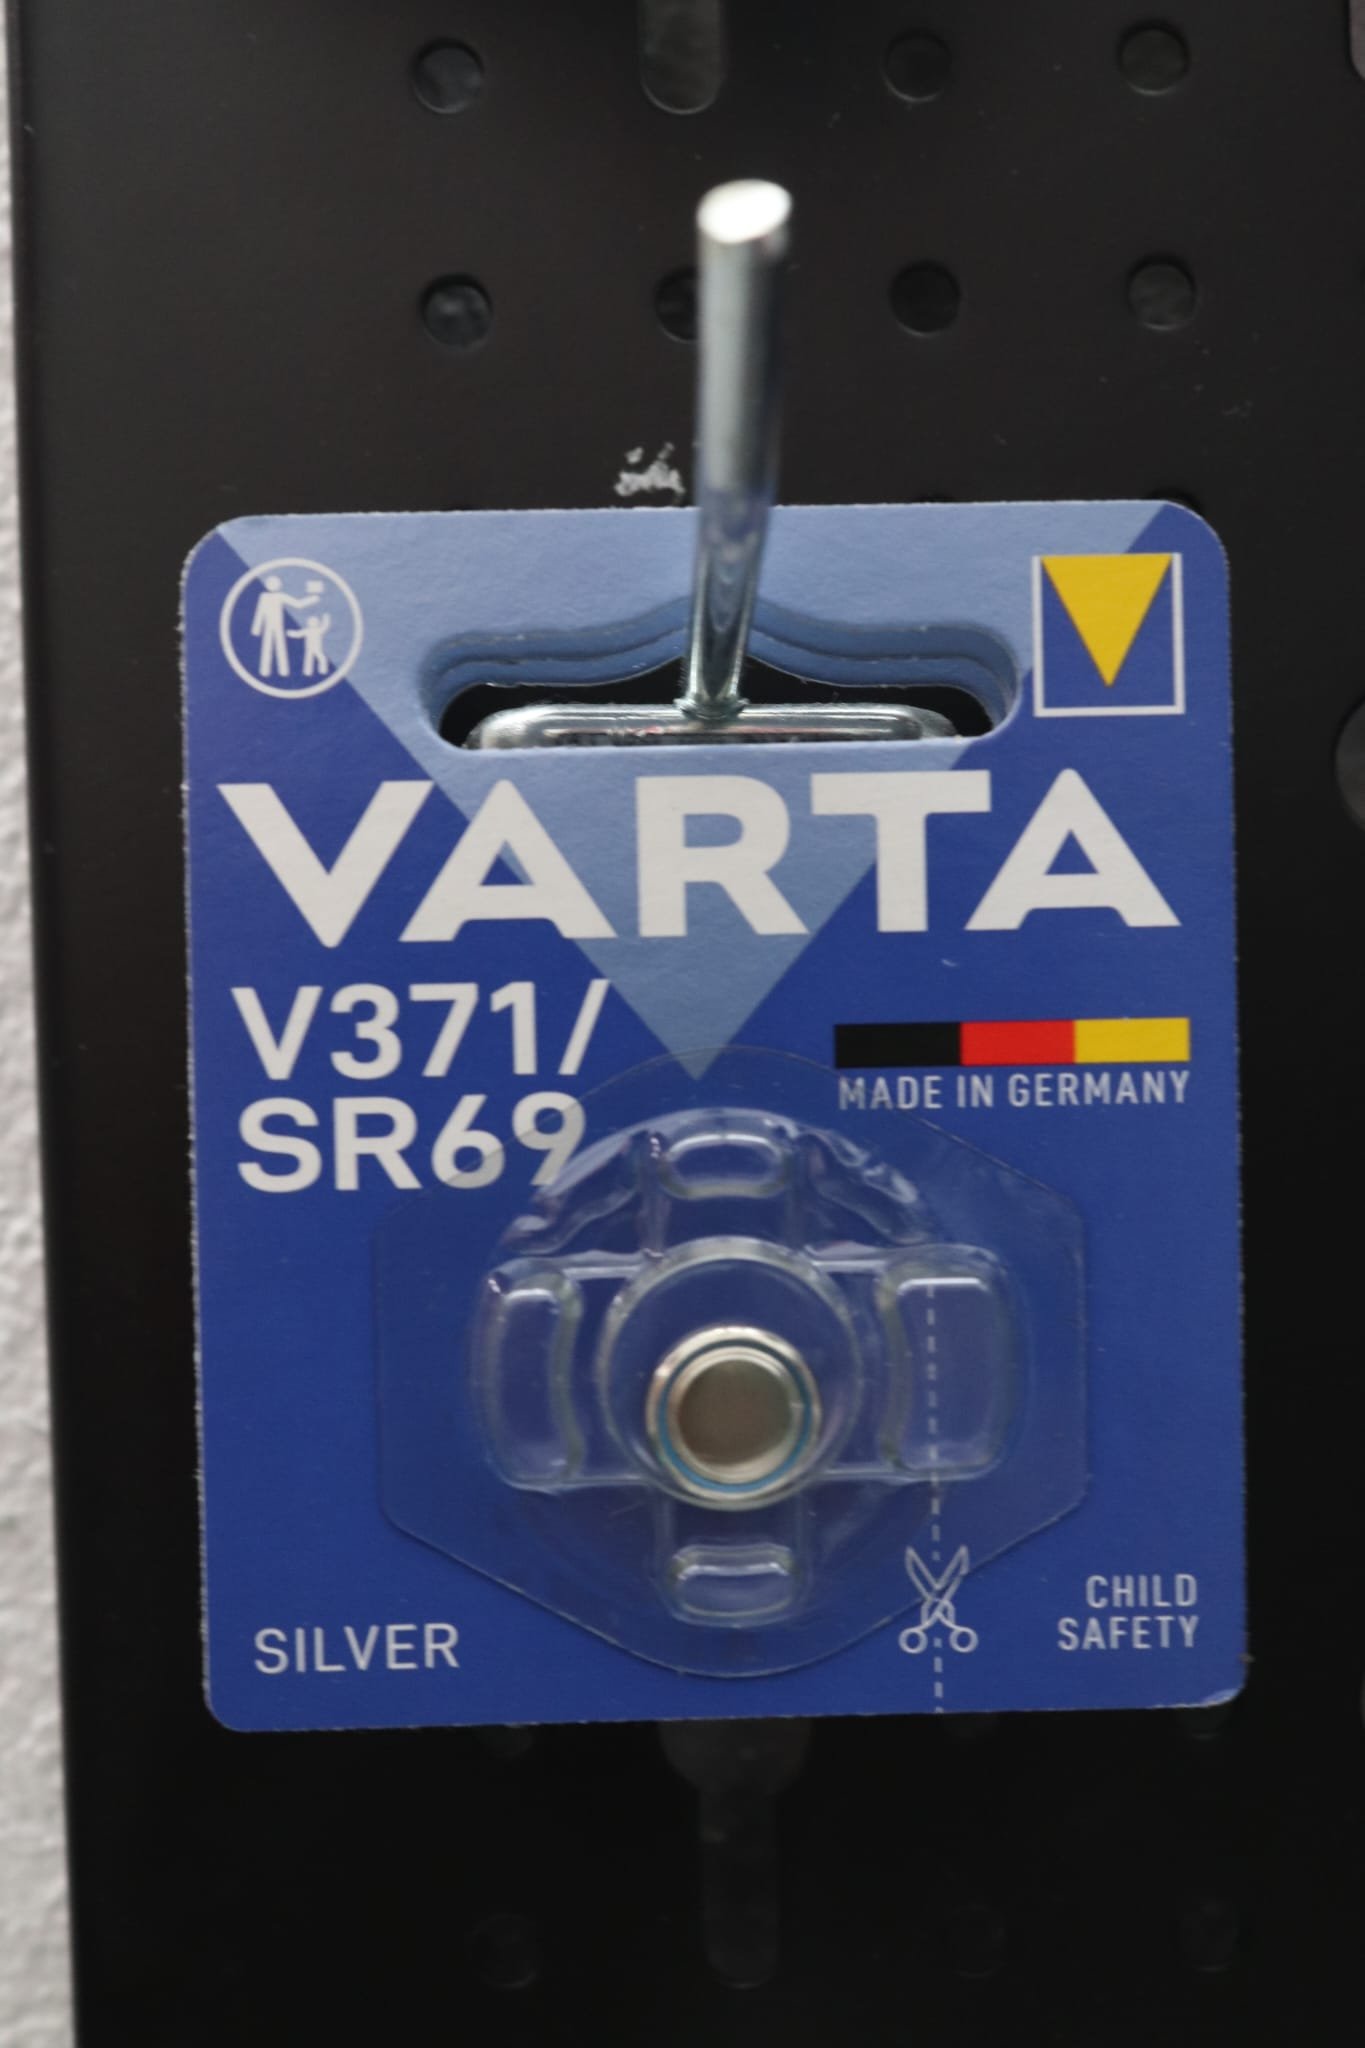 VARTA
V371/
SR69
MADE IN GERMANY
SILVER
CHILD
SAFETY